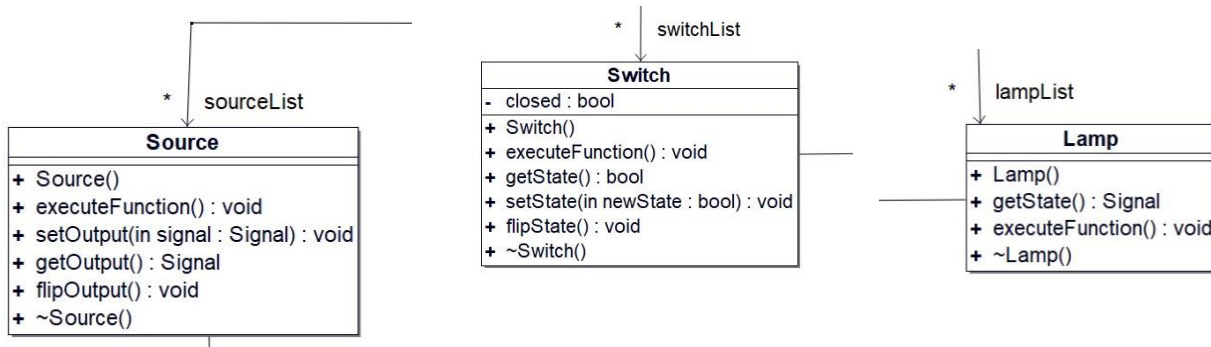 * sourceList
Source
+ Source()
+ executeFunction() : void
+ setOutput(in signal : Signal) : void
+ getOutput() : Signal
+ flipOutput() : void
+ ~Source()
* switchList
Switch
- closed : bool
+ Switch()
+ executeFunction() : void
+ getState() : bool
+ setState(in newState : bool) : void
+ flipState() : void
+ ~Switch()
* lampList
Lamp
+ Lamp()
+ getState() : Signal
+ executeFunction() : void
+ ~Lamp()